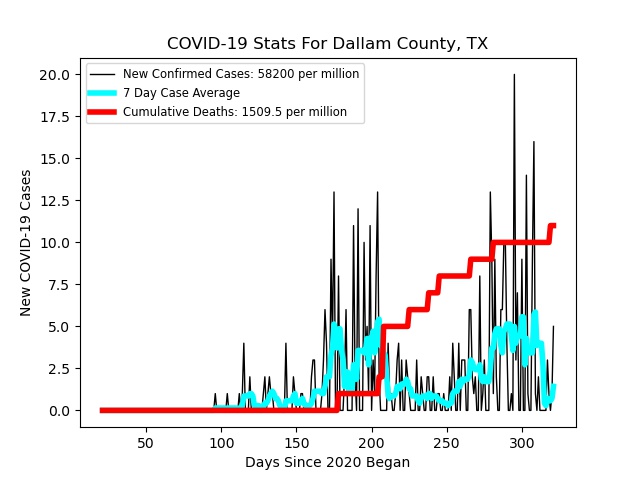 COVID-19 Stats For Dallam County, TX
New Confirmed Cases: 58200 per million
7 Day Case Average
Cumulative Deaths: 1509.5 per million
20.0
17.5
15.0
12.5
10.0
7.5
5.0
2.5
0.0
New COVID-19 Cases
50 100 150 200 250 300
Days Since 2020 Began